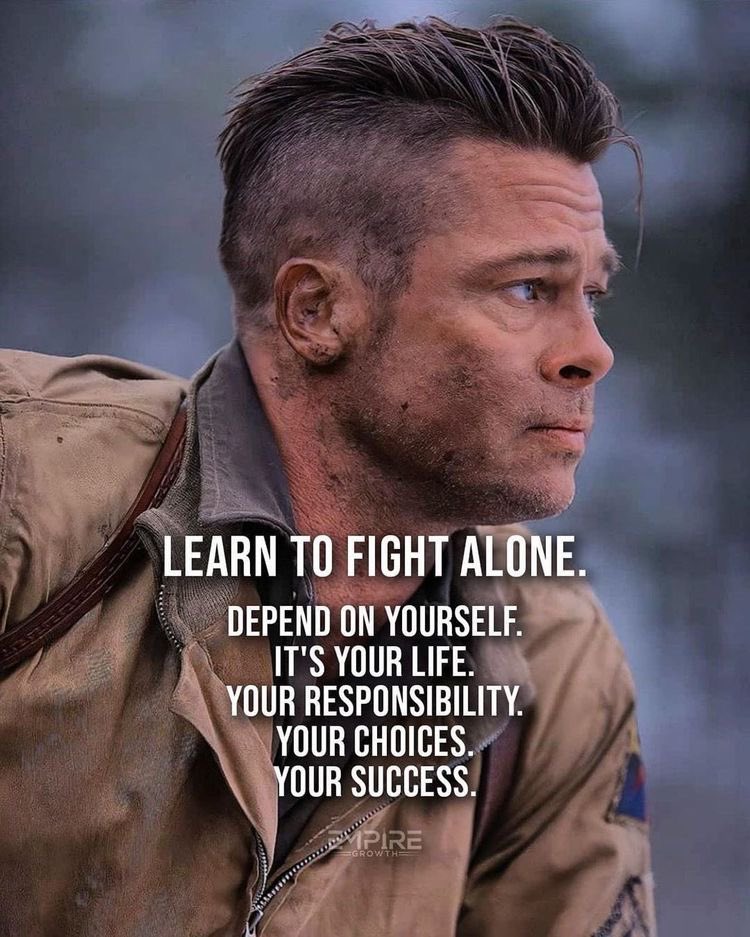 LEARN TO FIGHT ALONE.
DEPEND ON YOURSELF.
IT'S YOUR LIFE.
YOUR RESPONSIBILITY.
YOUR CHOICES.
YOUR SUCCESS.
EMPIRE
GROWTH